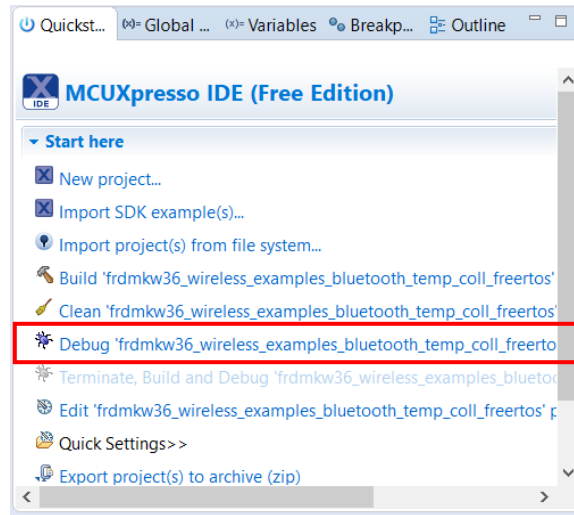 Quickst... (x)= Global ... (x)= Variables Breakp... Outline
IDE MCUXpresso IDE (Free Edition)
Start here
New project...
Import SDK example(s)...
Import project(s) from file system...
Build 'frdmkw36_wireless_examples_bluetooth_temp_coll_freertos'
Clean 'frdmkw36_wireless_examples_bluetooth_temp_coll_freertos'
Debug 'frdmkw36_wireless_examples_bluetooth_temp_coll_freerto
Terminate, Build and Debug 'frdmkw36_wireless_examples_bluetoo
Edit 'frdmkw36_wireless_examples_bluetooth_temp_coll_freertos' p
Quick Settings>>
Export project(s) to archive (zip)